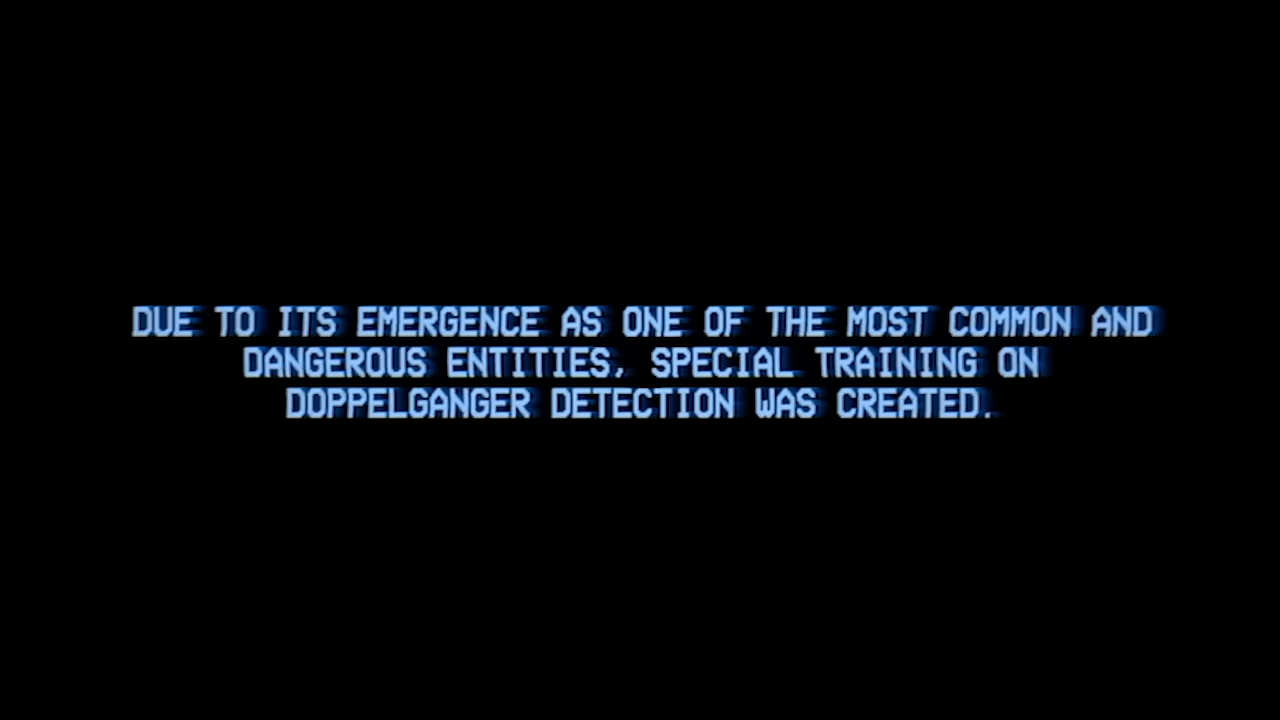 DUE TO ITS EMERGENCE AS ONE OF THE MOST COMMON AND
DANGEROUS ENTITIES, SPECIAL TRAINING ON
DOPPELGANGER DETECTION WAS CREATED.